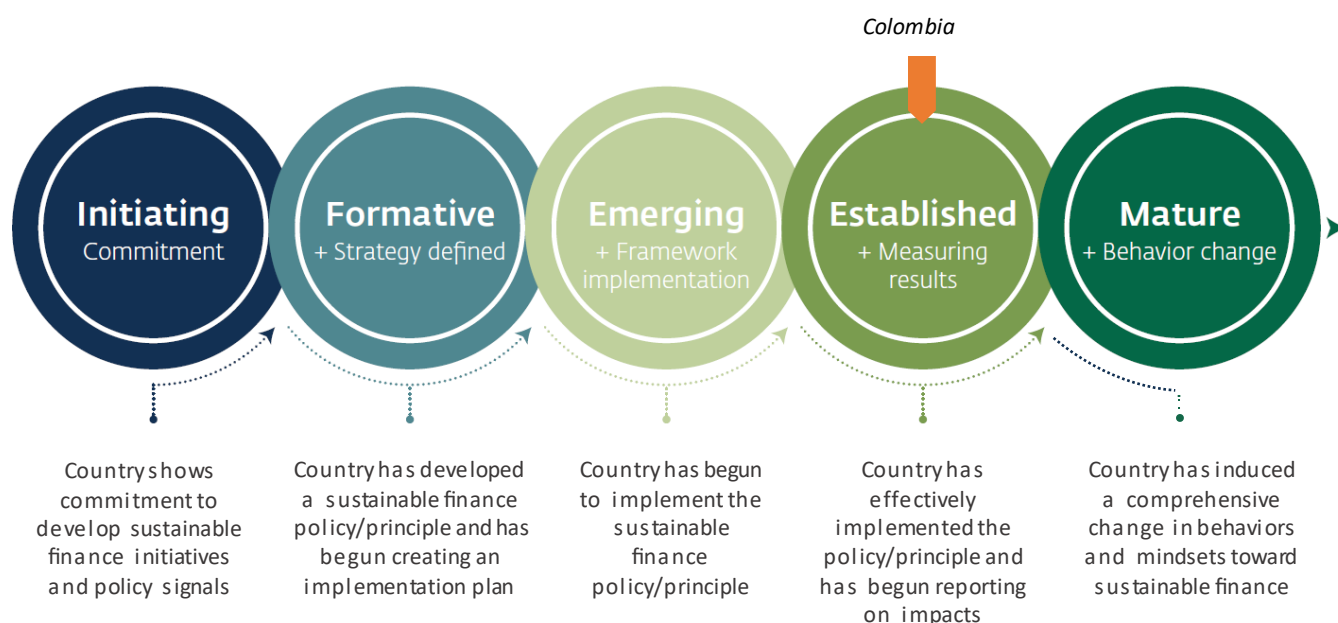 Colombia
Initiating
Commitment
Formative
+ Strategy defined
Emerging
+ Framework
implementation
Established
+ Measuring
results
Mature
+ Behavior change
Country shows
commitment to
develop sustainable
finance initiatives
and policy signals
Country has developed
a sustainable finance
policy/principle and has
begun creating an
implementation plan
Country has begun
to implement the
sustainable
finance
policy/principle
Country has
effectively
implemented the
policy/principle and
has begun reporting
on impacts
Country has induced
a comprehensive
change in behaviors
and mindsets toward
sustainable finance